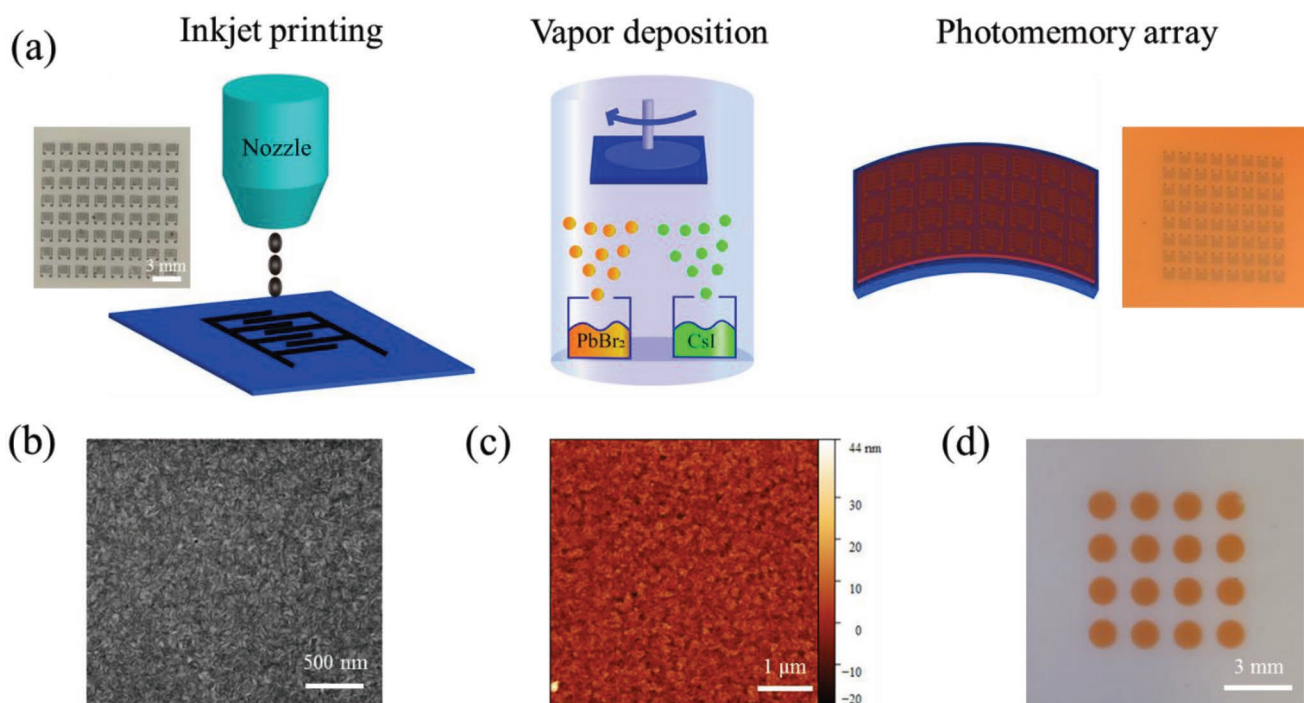 (a)
Inkjet printing
Vapor deposition
Photomemory array
Nozzle
3 mm
PbBr₂
CsI
(b)
500 nm
(c)
1 μm
44 nm
30
20
10
0
−10
−20
(d)
3 mm